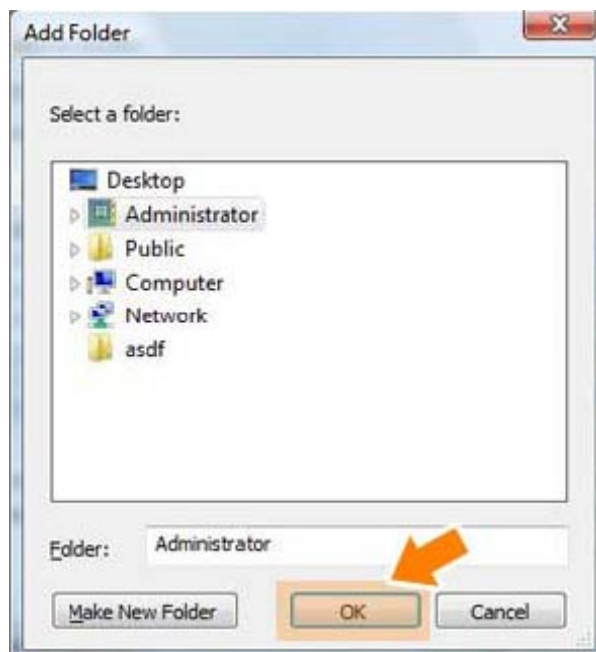 Add Folder
Select a folder:
Desktop
Administrator
Public
Computer
Network
asdf
Folder: Administrator
Make New Folder OK Cancel